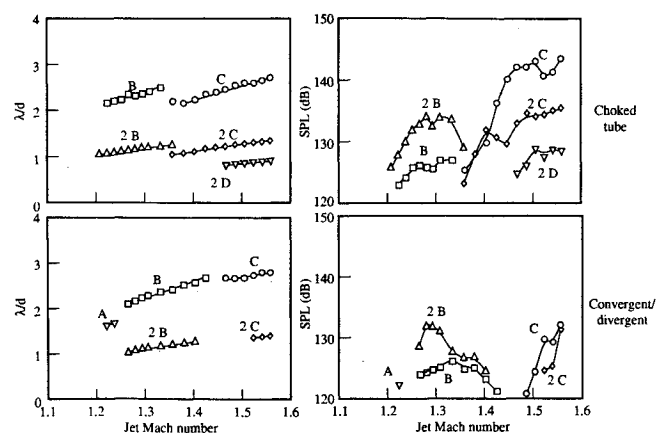 4
3
λ/d
2
1
0
B
C
2 B
2 C
2 D
150
140
SPL (dB)
130
120
C
2 B
2 C
B
2 D
Choked
tube
4
3
λ/d
2
1
0
1.1 1.2 1.3 1.4 1.5 1.6
Jet Mach number
A
B
C
2 B
2 C
150
140
SPL (dB)
130
120
1.1 1.2 1.3 1.4 1.5 1.6
Jet Mach number
2 B
A
B
C
2 C
Convergent/
divergent